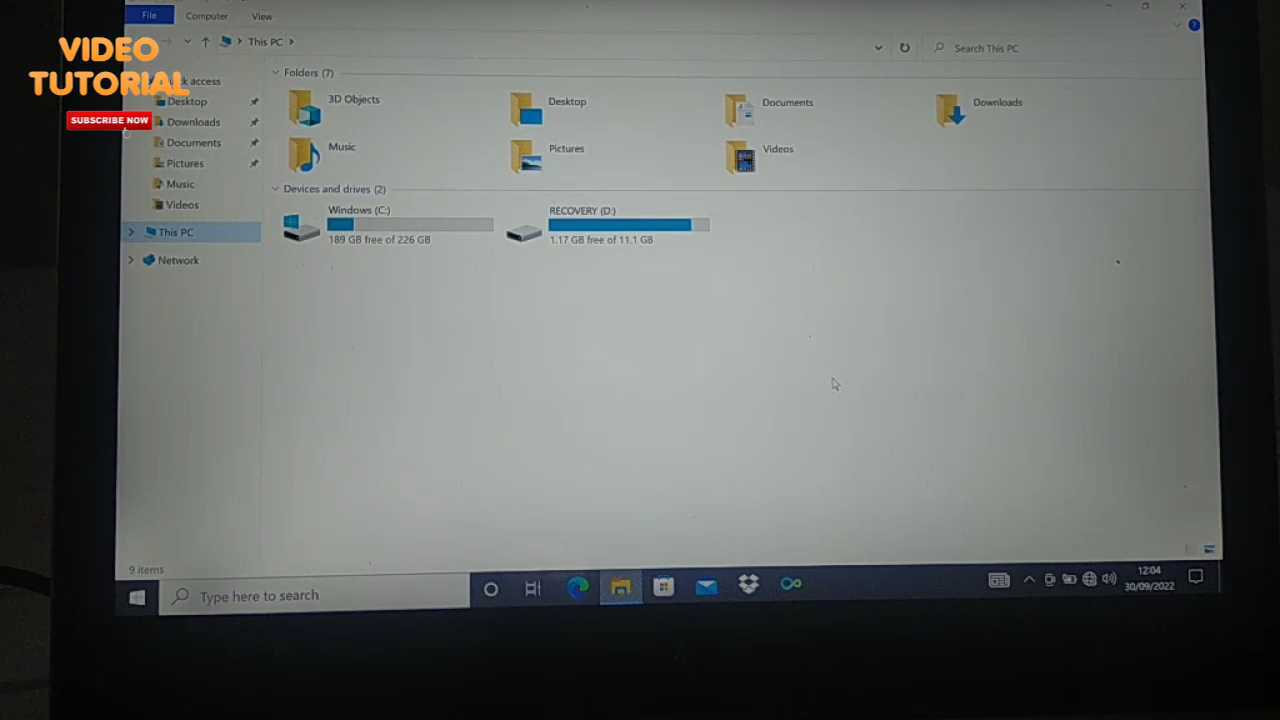 File Computer View
VIDEO
TUTORIAL
SUBSCRIBE NOW
This PC
Search This PC
access
Desktop
Downloads
Documents
Pictures
Music
Videos
This PC
Network
Folders (7)
3D Objects
Desktop
Documents
Downloads
Music
Pictures
Videos
Devices and drives (2)
Windows (C:)
189 GB free of 226 GB
RECOVERY (D:)
1.17 GB free of 11.1 GB
9 items
Type here to search
12:04
30/09/2022